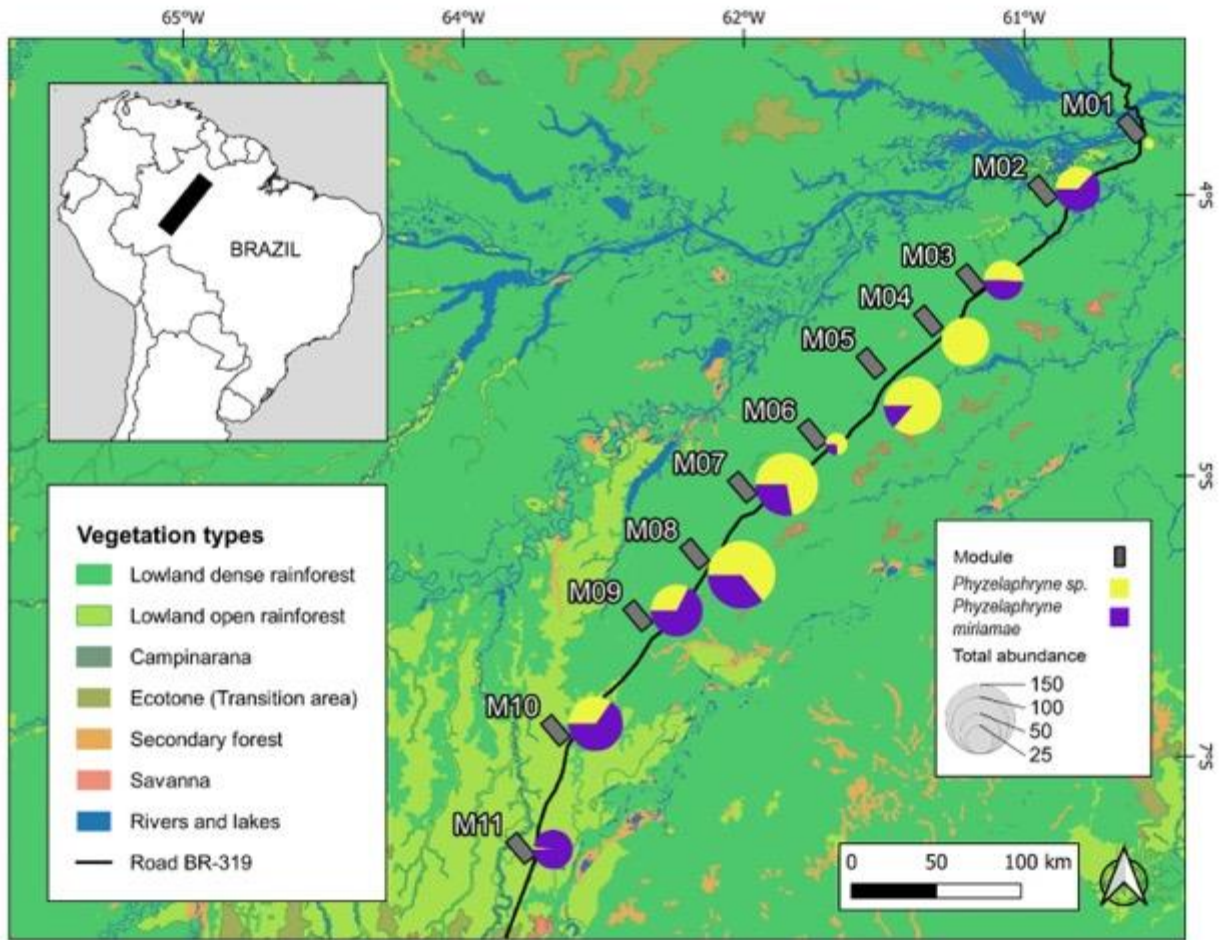 65°W
64°W
62°W
61°W
M01
M02
4°S
BRAZIL
M03
M04
M05
M06
M07
5°S
M08
M09
M10
M11
7°S
Vegetation types
Lowland dense rainforest
Lowland open rainforest
Campinarana
Ecotone (Transition area)
Secondary forest
Savanna
Rivers and lakes
Road BR-319
Module
Phyzelaphryne sp.
Phyzelaphryne
miriamae
Total abundance
150
100
50
25
0 50 100 km